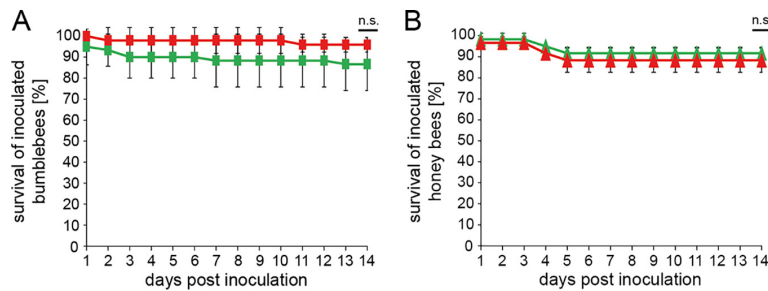 A
n.s.
survival of inoculated
bumblebees [%]
100
90
80
70
60
50
40
30
20
10
0
1 2 3 4 5 6 7 8 9 10 11 12 13 14
days post inoculation
B
n.s.
survival of inoculated
honey bees [%]
100
90
80
70
60
50
40
30
20
10
0
1 2 3 4 5 6 7 8 9 10 11 12 13 14
days post inoculation